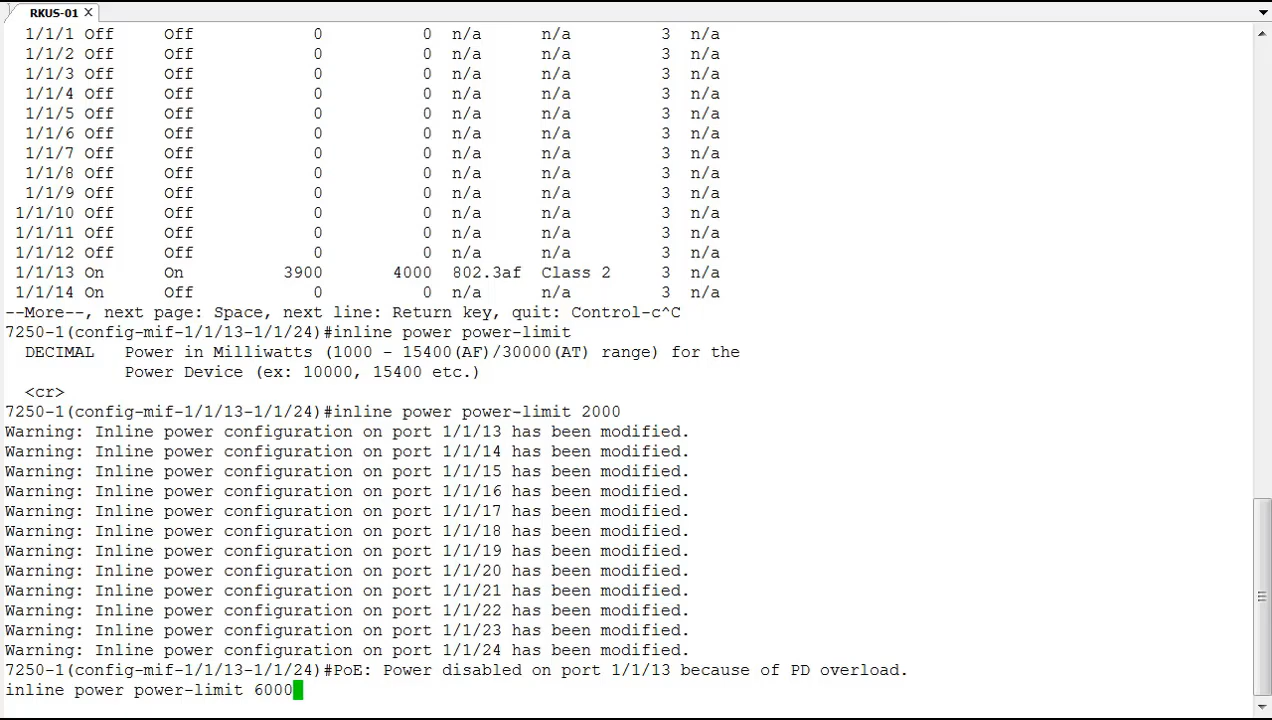 RKUS-01 X
1/1/1 Off Off 0 0 n/a n/a 3 n/a
1/1/2 Off Off 0 0 n/a n/a 3 n/a
1/1/3 Off Off 0 0 n/a n/a 3 n/a
1/1/4 Off Off 0 0 n/a n/a 3 n/a
1/1/5 Off Off 0 0 n/a n/a 3 n/a
1/1/6 Off Off 0 0 n/a n/a 3 n/a
1/1/7 Off Off 0 0 n/a n/a 3 n/a
1/1/8 Off Off 0 0 n/a n/a 3 n/a
1/1/9 Off Off 0 0 n/a n/a 3 n/a
1/1/10 Off Off 0 0 n/a n/a 3 n/a
1/1/11 Off Off 0 0 n/a n/a 3 n/a
1/1/12 Off Off 0 0 n/a n/a 3 n/a
1/1/13 On On 3900 4000 802.3af Class 2 3 n/a
1/1/14 On Off 0 0 n/a n/a 3 n/a
--More--, next page: Space, next line: Return key, quit: Control-c^C
7250-1(config-mif-1/1/13-1/1/24)#inline power power-limit
DECIMAL Power in Milliwatts (1000 - 15400(AF)/30000(AT) range) for the
Power Device (ex: 10000, 15400 etc.)
<cr>
7250-1(config-mif-1/1/13-1/1/24)#inline power power-limit 2000
Warning: Inline power configuration on port 1/1/13 has been modified.
Warning: Inline power configuration on port 1/1/14 has been modified.
Warning: Inline power configuration on port 1/1/15 has been modified.
Warning: Inline power configuration on port 1/1/16 has been modified.
Warning: Inline power configuration on port 1/1/17 has been modified.
Warning: Inline power configuration on port 1/1/18 has been modified.
Warning: Inline power configuration on port 1/1/19 has been modified.
Warning: Inline power configuration on port 1/1/20 has been modified.
Warning: Inline power configuration on port 1/1/21 has been modified.
Warning: Inline power configuration on port 1/1/22 has been modified.
Warning: Inline power configuration on port 1/1/23 has been modified.
Warning: Inline power configuration on port 1/1/24 has been modified.
7250-1(config-mif-1/1/13-1/1/24)#PoE: Power disabled on port 1/1/13 because of PD overload.
inline power power-limit 6000